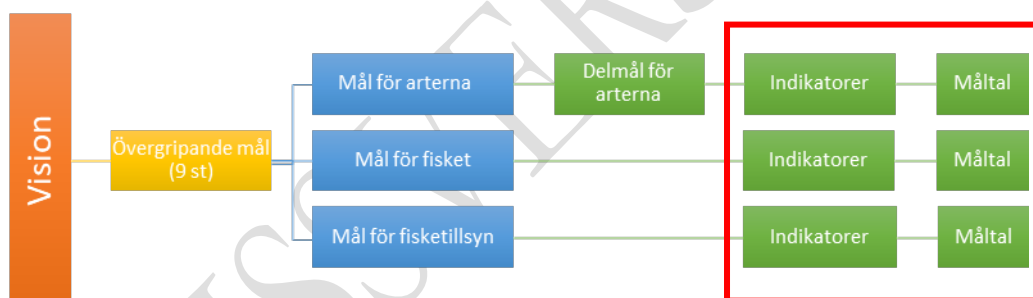 Vision
Övergripande mål
(9 st)
Mål för arterna
Delmål för
arterna
Indikatorer
Måltal
Mål för fisket
Indikatorer
Måltal
Mål för fisketillsyn
Indikatorer
Måltal